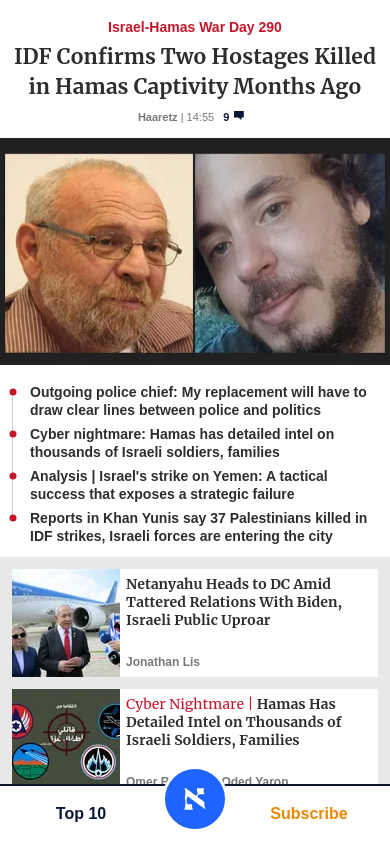 Israel-Hamas War Day 290
IDF Confirms Two Hostages Killed
in Hamas Captivity Months Ago
Haaretz | 14:55 9
Outgoing police chief: My replacement will have to
draw clear lines between police and politics
Cyber nightmare: Hamas has detailed intel on
thousands of Israeli soldiers, families
Analysis | Israel's strike on Yemen: A tactical
success that exposes a strategic failure
Reports in Khan Yunis say 37 Palestinians killed in
IDF strikes, Israeli forces are entering the city
Netanyahu Heads to DC Amid
Tattered Relations With Biden,
Israeli Public Uproar
Jonathan Lis
Cyber Nightmare | Hamas Has
Detailed Intel on Thousands of
Israeli Soldiers, Families
Omer Oded Yaron
Top 10
Subscribe